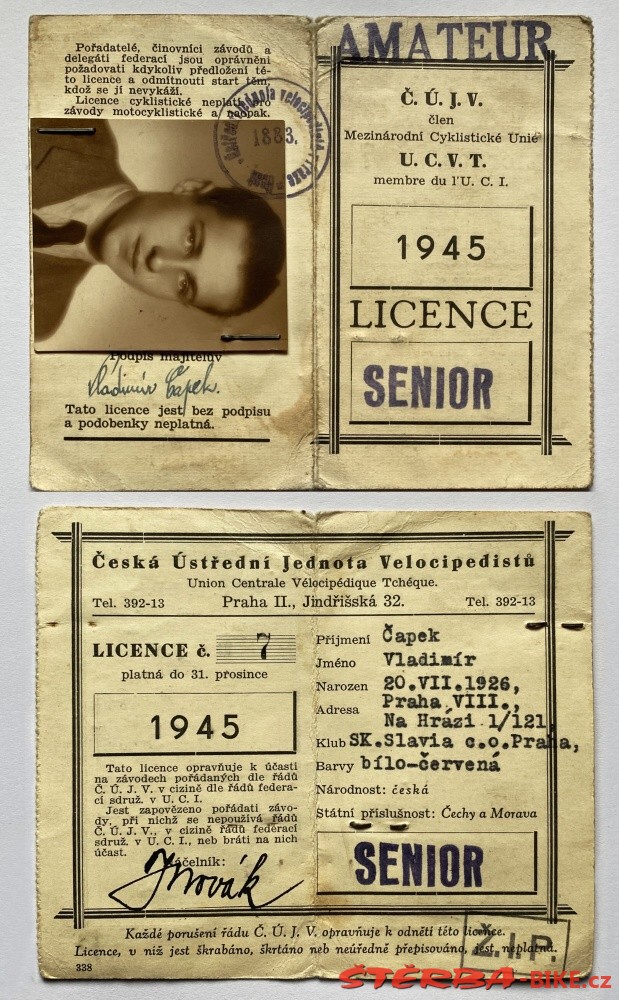 Pořadatelé, činovníci závodů a
delegáti federací jsou oprávněni
požadovati kdykoliv předložení té-
to licence a odmítnouti start těm,
kdož se jí nevykáží.
Licence cyklistické neplatí pro
závody motocyklistické a naopak.
1883.
Podpis majitelův
Vladimír Čapek.
Tato licence jest bez podpisu
a podobenky neplatná.
AMATEUR
Č. Ú. J. V.
člen
Mezinárodní Cyklistické Unie
U. C. V. T.
membre du l'U. C. I.
1945
LICENCE
SENIOR
Česká Ústřední Jednota Velocipedistů
Union Centrale Vélocipédique Tchéque.
Tel. 392-13 Praha II., Jindřišská 32. Tel. 392-13
LICENCE č. 7
platná do 31. prosince
1945
Tato licence opravňuje k účasti
na závodech pořádaných dle řádů
Č. Ú. J. V. v cizině dle řádů federa-
cí sdruž. v U. C. I.
Jest zapovězeno pořádati závo-
dy, při nichž se nepoužívá řádů
Č. Ú. J. V., v cizině řádů federací
sdruž. v U. C. I., neb bráti na nich
účast.
Náčelník:
JNovák
Příjmení Čapek
Jméno Vladimír
Narozen 20.VII.1926,
Adresa Praha VIII.,
Na Hrázi 1/121,
Klub SK.Slavia c.o.Praha,
Barvy bílo-červená
Národnost: česká
Státní příslušnost: Čechy a Morava
SENIOR
Každé porušení řádu Č. Ú. J. V. opravňuje k odnětí této licence.
Licence, v níž jest škrabáno, škrtáno neb neúředně přepisováno, jest neplatna.
Ž.I.P.
338
ŠTERBA-BIKE.cz